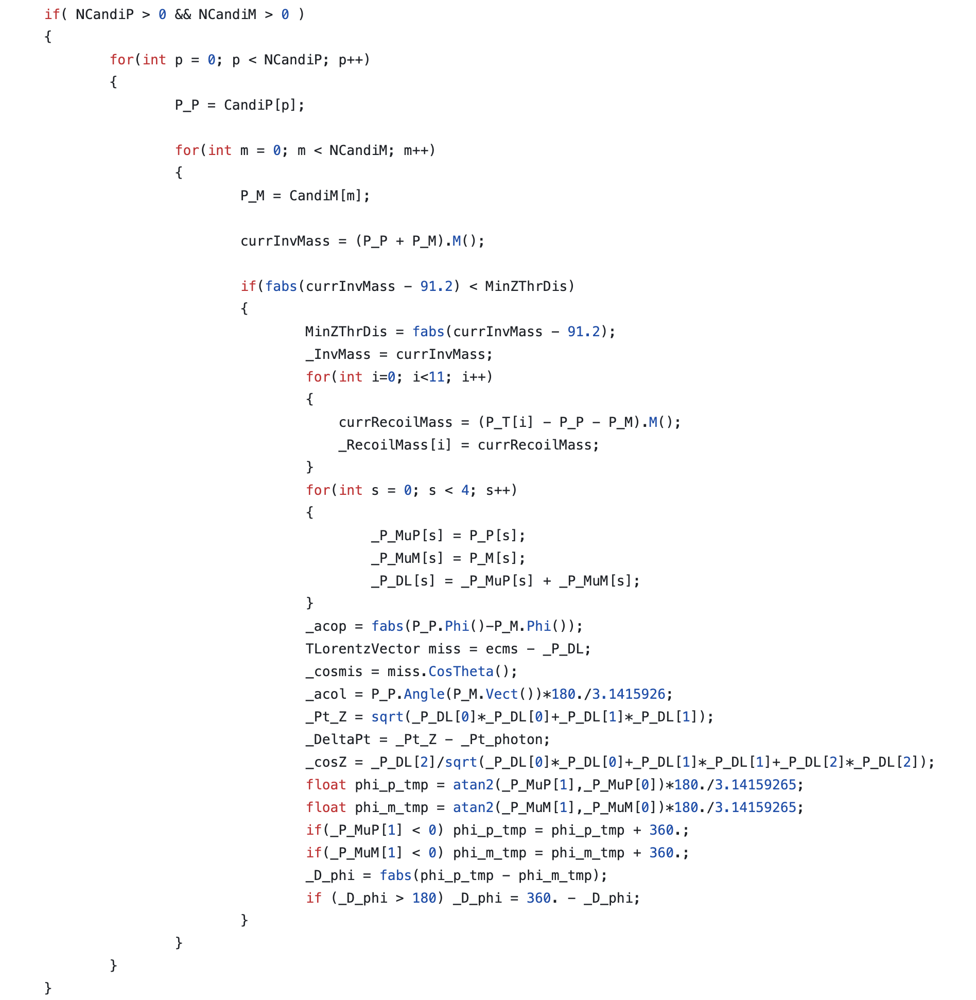 if( NCandiP > 0 && NCandiM > 0 )
{
for(int p = 0; p < NCandiP; p++)
{
P_P = CandiP[p];
for(int m = 0; m < NCandiM; m++)
{
P_M = CandiM[m];
currInvMass = (P_P + P_M).M();
if(fabs(currInvMass - 91.2) < MinZThrDis)
{
MinZThrDis = fabs(currInvMass - 91.2);
_InvMass = currInvMass;
for(int i=0; i<11; i++)
{
currRecoilMass = (P_T[i] - P_P - P_M).M();
_RecoilMass[i] = currRecoilMass;
}
for(int s = 0; s < 4; s++)
{
_P_MuP[s] = P_P[s];
_P_MuM[s] = P_M[s];
_P_DL[s] = _P_MuP[s] + _P_MuM[s];
}
_acop = fabs(P_P.Phi()-P_M.Phi());
TLorentzVector miss = ecms - _P_DL;
_cosmis = miss.CosTheta();
_acol = P_P.Angle(P_M.Vect())*180./3.1415926;
_Pt_Z = sqrt(_P_DL[0]*_P_DL[0]+_P_DL[1]*_P_DL[1]);
_DeltaPt = _Pt_Z - _Pt_photon;
_cosZ = _P_DL[2]/sqrt(_P_DL[0]*_P_DL[0]+_P_DL[1]*_P_DL[1]+_P_DL[2]*_P_DL[2]);
float phi_p_tmp = atan2(_P_MuP[1],_P_MuP[0])*180./3.14159265;
float phi_m_tmp = atan2(_P_MuM[1],_P_MuM[0])*180./3.14159265;
if(_P_MuP[1] < 0) phi_p_tmp = phi_p_tmp + 360.;
if(_P_MuM[1] < 0) phi_m_tmp = phi_m_tmp + 360.;
_D_phi = fabs(phi_p_tmp - phi_m_tmp);
if (_D_phi > 180) _D_phi = 360. - _D_phi;
}
}
}
}